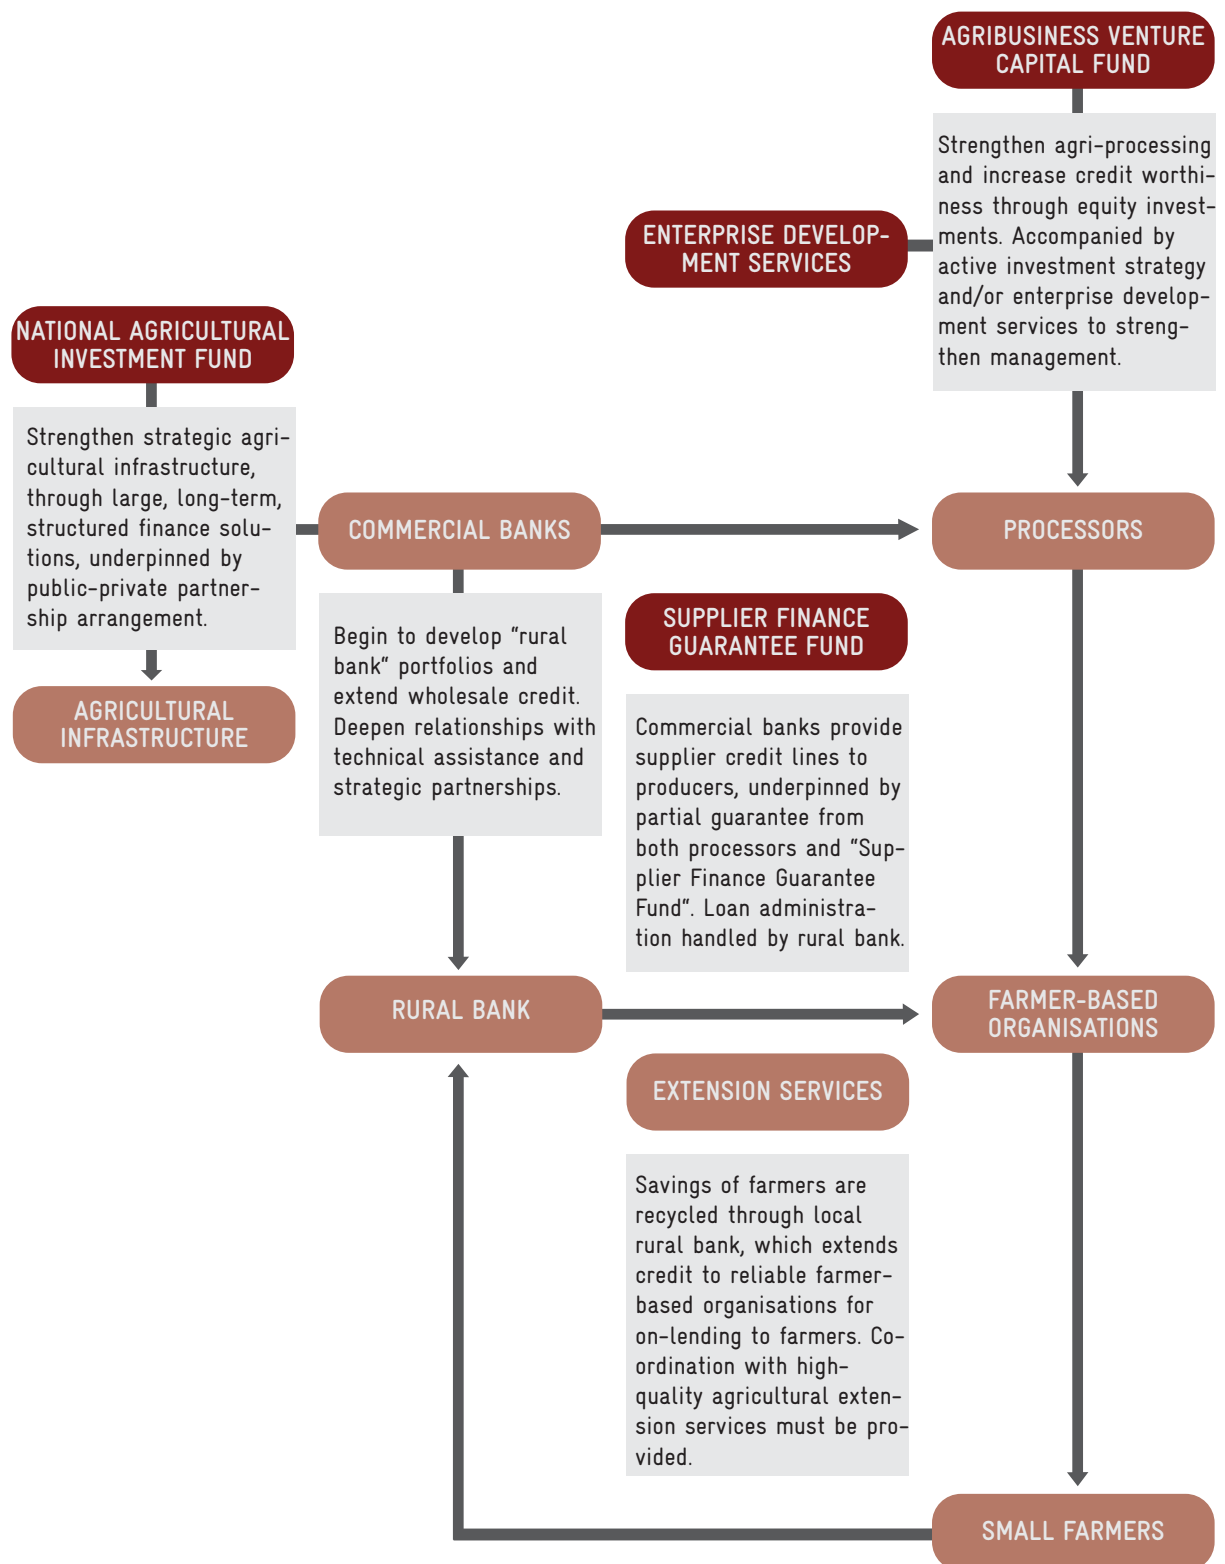 AGRIBUSINESS VENTURE
CAPITAL FUND
Strengthen agri-processing
and increase credit worthi-
ness through equity invest-
ments. Accompanied by
active investment strategy
and/or enterprise develop-
ment services to streng-
then management.
ENTERPRISE DEVELOP-
MENT SERVICES
NATIONAL AGRICULTURAL
INVESTMENT FUND
Strengthen strategic agri-
cultural infrastructure,
through large, long-term,
structured finance solu-
tions, underpinned by
public-private partner-
ship arrangement.
COMMERCIAL BANKS
PROCESSORS
AGRICULTURAL
INFRASTRUCTURE
Begin to develop “rural
bank“ portfolios and
extend wholesale credit.
Deepen relationships with
technical assistance and
strategic partnerships.
SUPPLIER FINANCE
GUARANTEE FUND
Commercial banks provide
supplier credit lines to
producers, underpinned by
partial guarantee from
both processors and “Sup-
plier Finance Guarantee
Fund“. Loan administra-
tion handled by rural bank.
RURAL BANK
FARMER-BASED
ORGANISATIONS
EXTENSION SERVICES
Savings of farmers are
recycled through local
rural bank, which extends
credit to reliable farmer-
based organisations for
on-lending to farmers. Co-
ordination with high-
quality agricultural exten-
sion services must be pro-
vided.
SMALL FARMERS